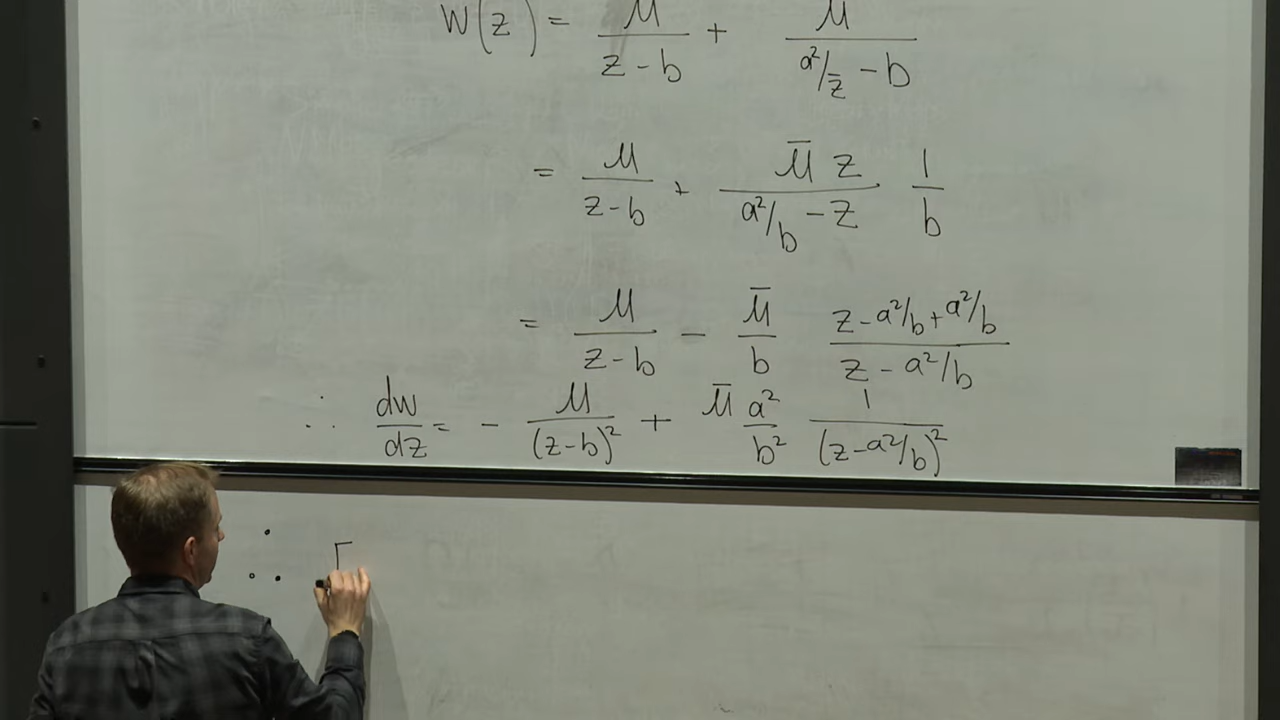 W(z) = μ/(z-b) + μ/(a²/z̄ - b)
= μ/(z-b) + μ̄ z/(a²/b - z) 1/b
= μ/(z-b) - μ̄/b (z - a²/b + a²/b)/(z - a²/b)
∴ dw/dz = - μ/(z-b)² + μ̄ a²/b² 1/(z-a²/b)²
∴ Γ